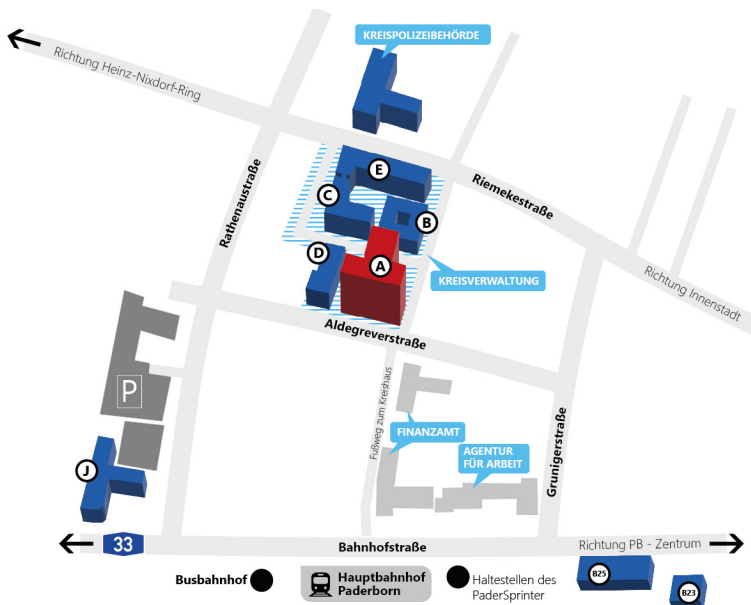 KREISPOLIZEIBEHÖRDE
Richtung Heinz-Nixdorf-Ring
E
Rathenaustraße
C
B
Riemekestraße
D
A
KREISVERWALTUNG
Richtung Innenstadt
Aldegreverstraße
P
Fußweg zum Kreishaus
Grunigerstraße
FINANZAMT
AGENTUR
FÜR ARBEIT
J
33
Bahnhofstraße
Richtung PB - Zentrum
Busbahnhof
Hauptbahnhof
Paderborn
Haltestellen des
PaderSprinter
B25
B23